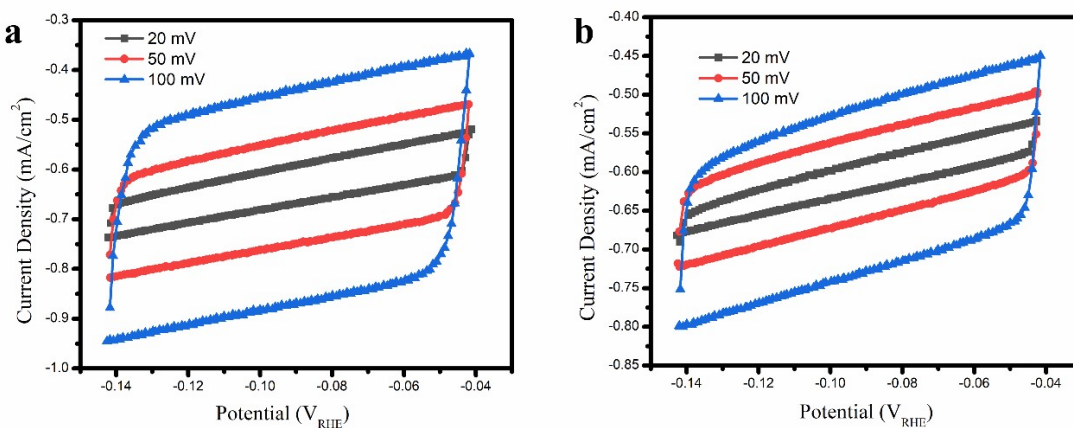 a
-0.3
-0.4
-0.5
-0.6
-0.7
-0.8
-0.9
-1.0
20 mV
50 mV
100 mV
Current Density (mA/cm²)
-0.14
-0.12
-0.10
-0.08
-0.06
-0.04
Potential (V_RHE)
b
-0.40
-0.45
-0.50
-0.55
-0.60
-0.65
-0.70
-0.75
-0.80
-0.85
20 mV
50 mV
100 mV
Current Density (mA/cm²)
-0.14
-0.12
-0.10
-0.08
-0.06
-0.04
Potential (V_RHE)